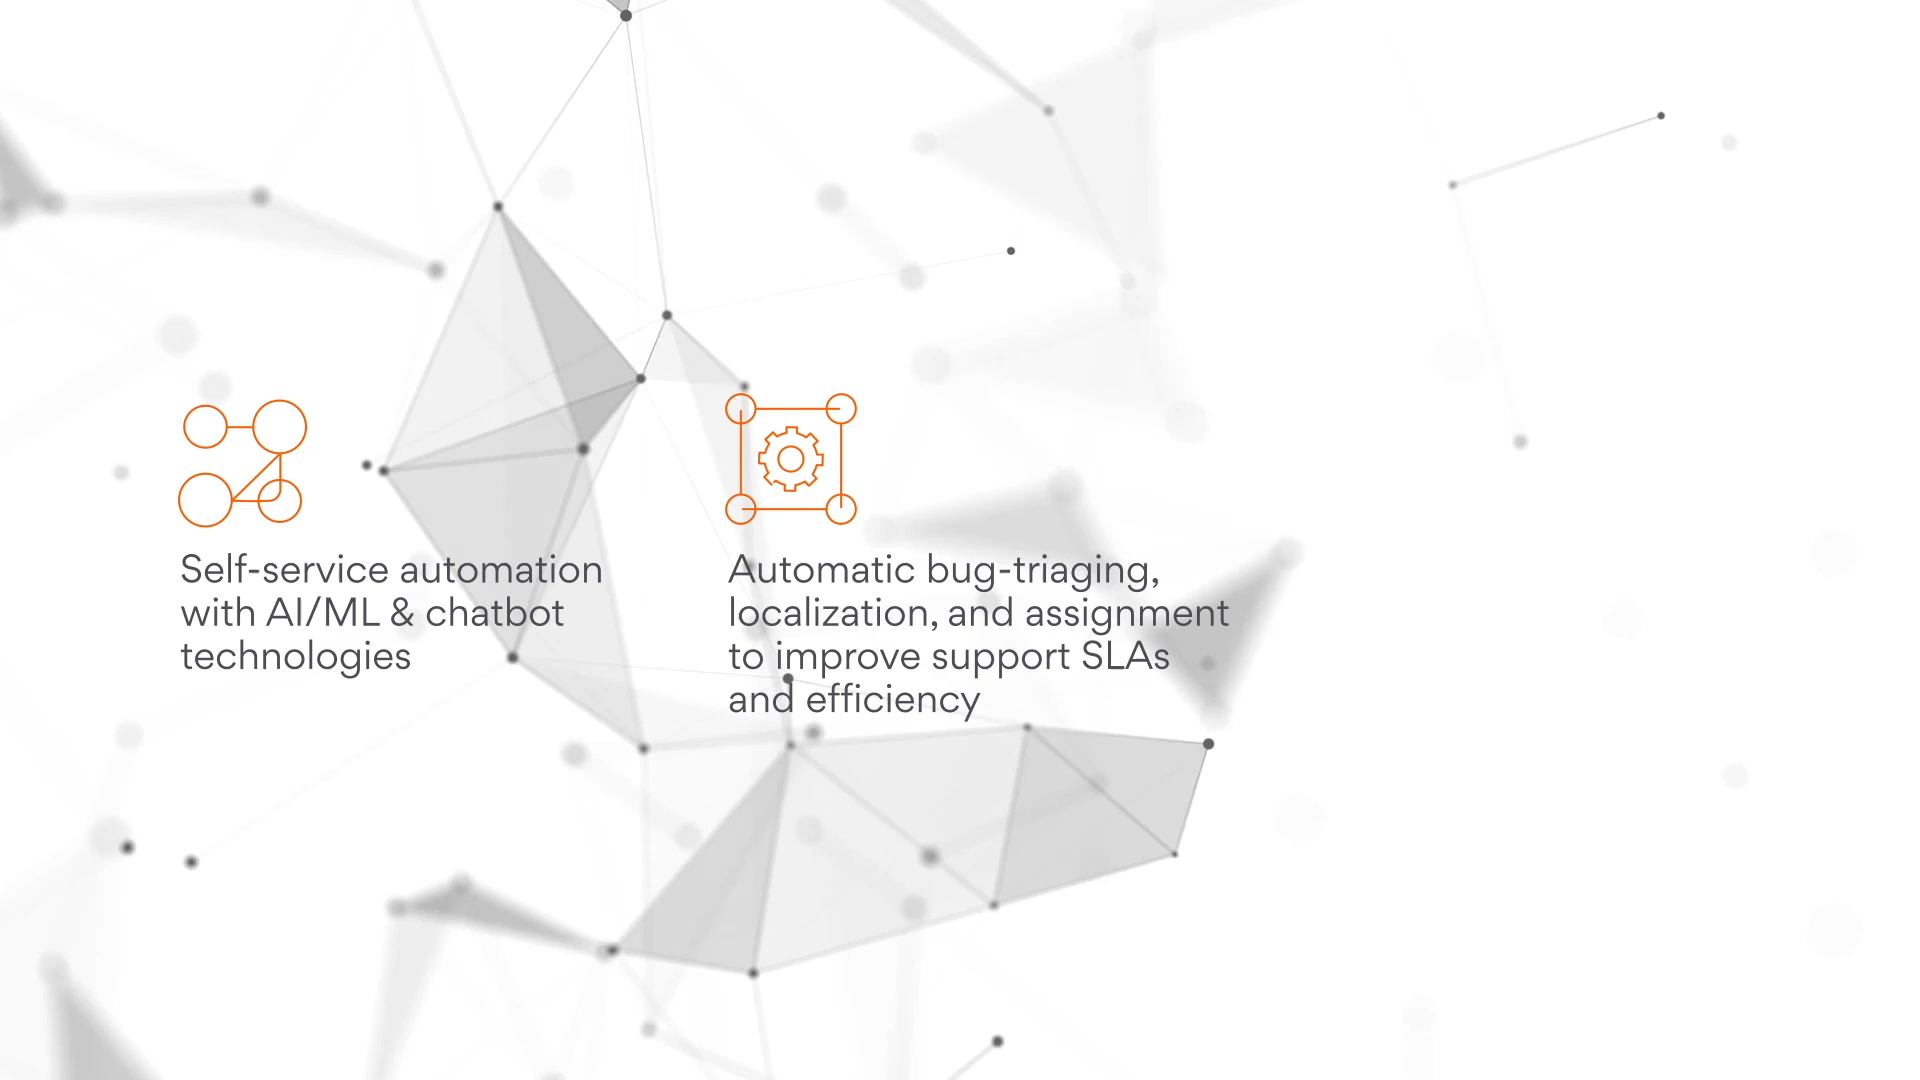 Self-service automation
with AI/ML & chatbot
technologies
Automatic bug-triaging,
localization, and assignment
to improve support SLAs
and efficiency